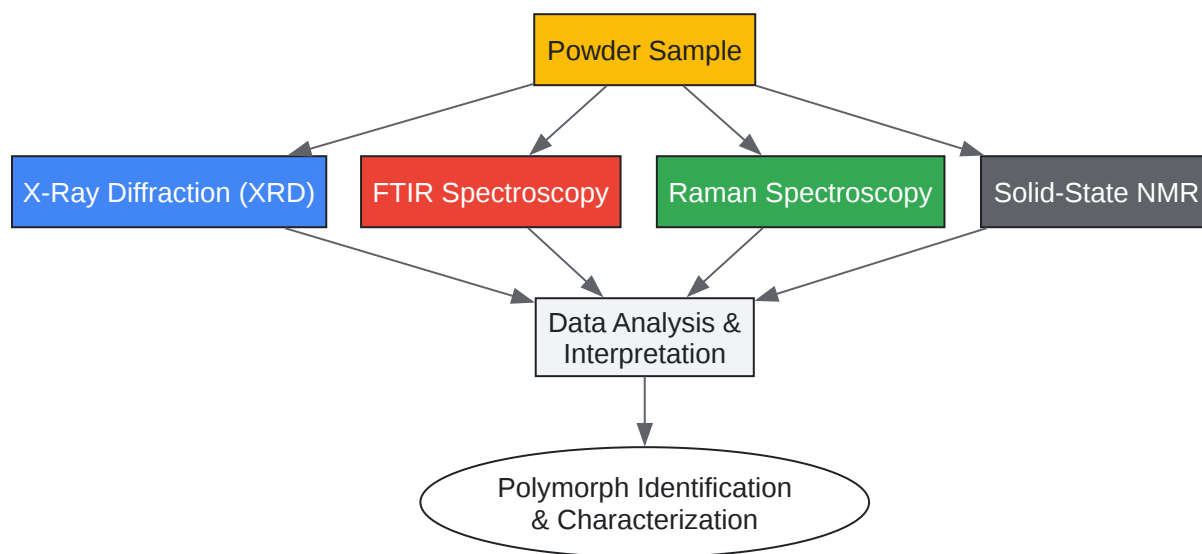 Powder Sample
X-Ray Diffraction (XRD)
FTIR Spectroscopy
Raman Spectroscopy
Solid-State NMR
Data Analysis &
Interpretation
Polymorph Identification
& Characterization